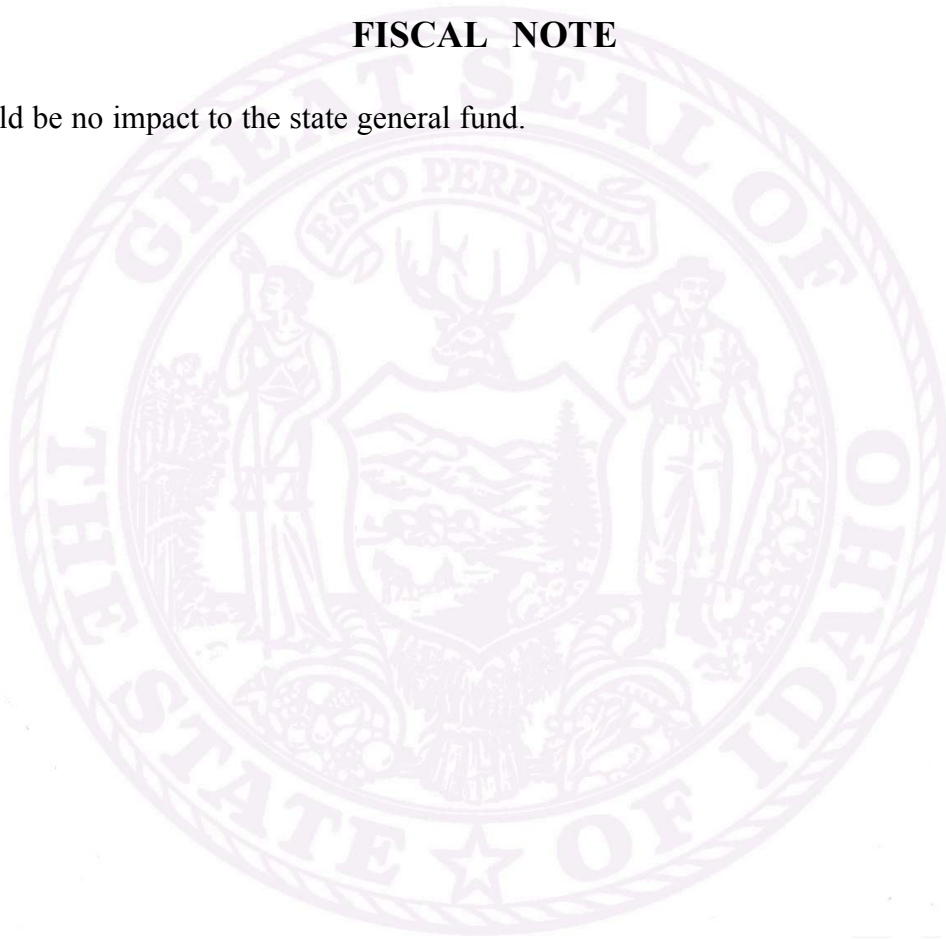 FISCAL NOTE
ld be no impact to the state general fund.
GREAT SEAL OF
THE STATE OF IDAHO
ESTO PERPETUA